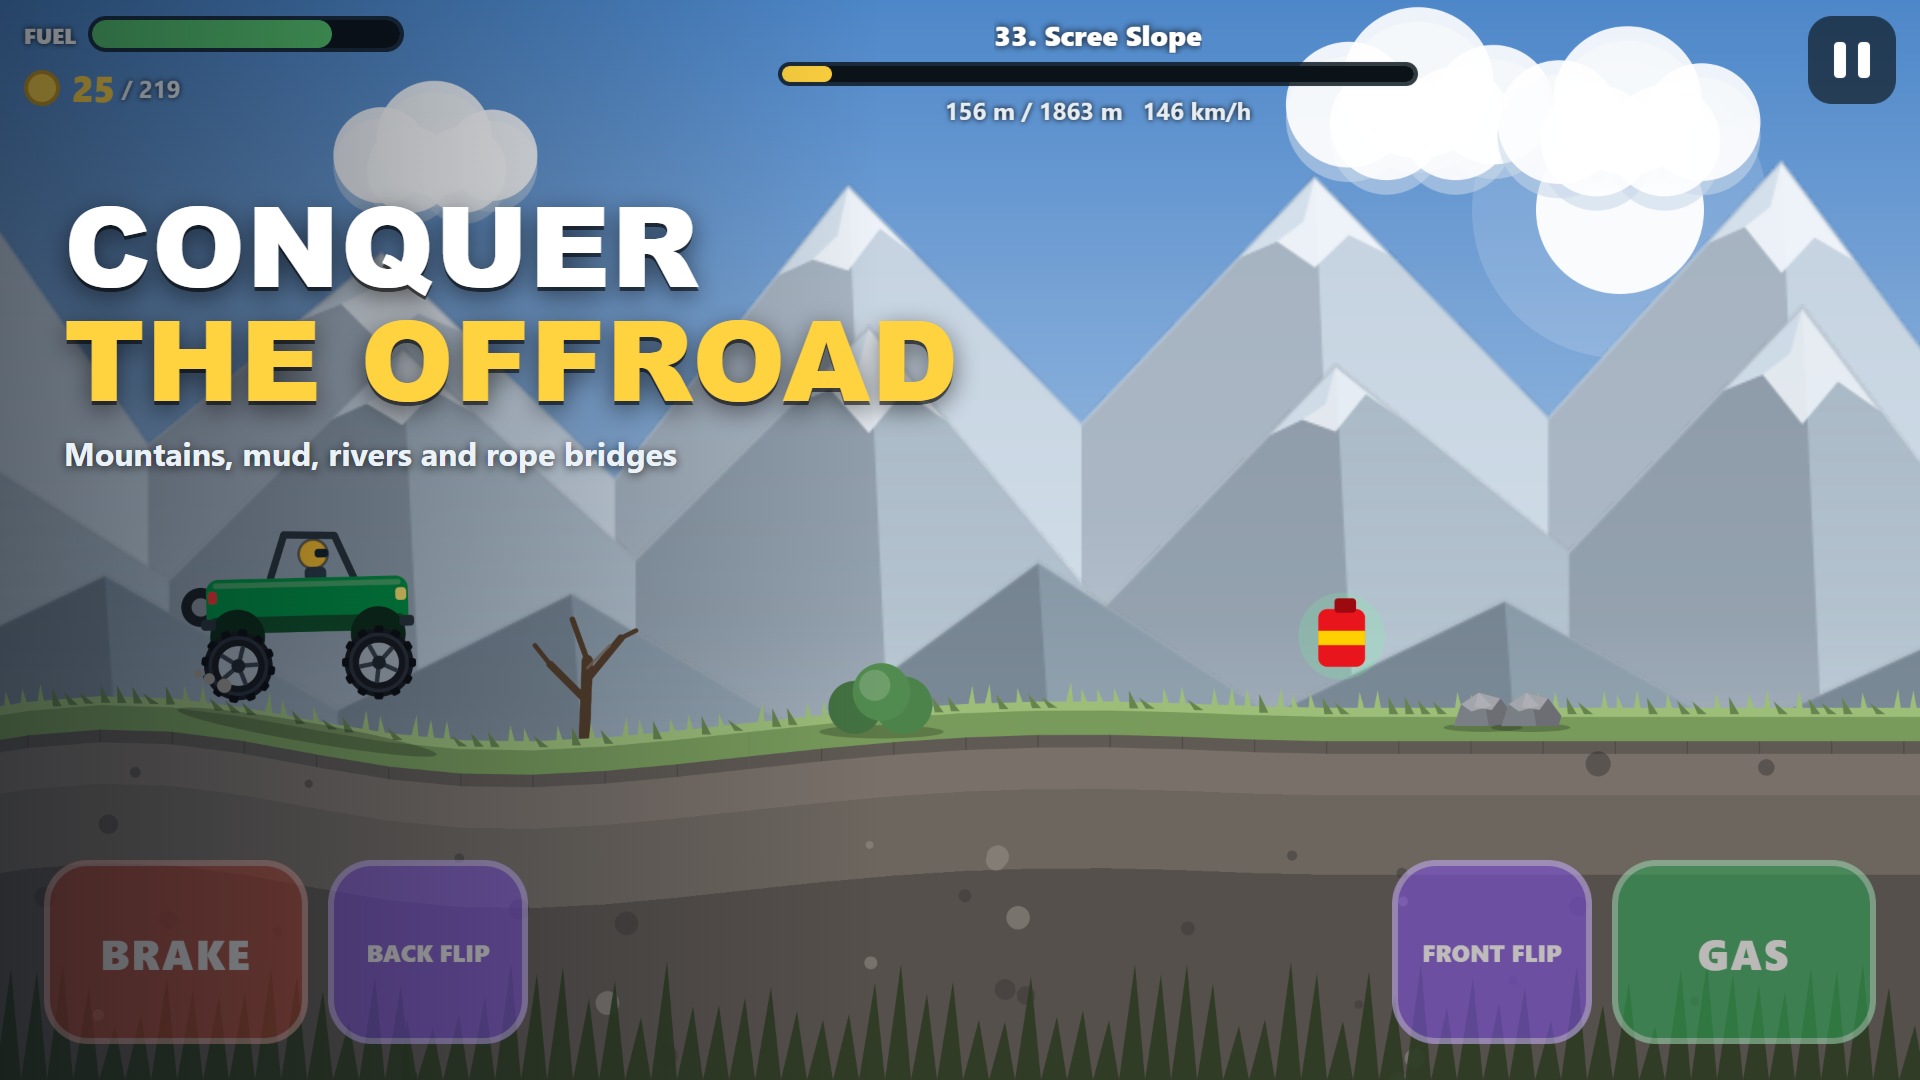 FUEL
25 / 219
33. Scree Slope
156 m / 1863 m 146 km/h
CONQUER
THE OFFROAD
Mountains, mud, rivers and rope bridges
BRAKE
BACK FLIP
FRONT FLIP
GAS